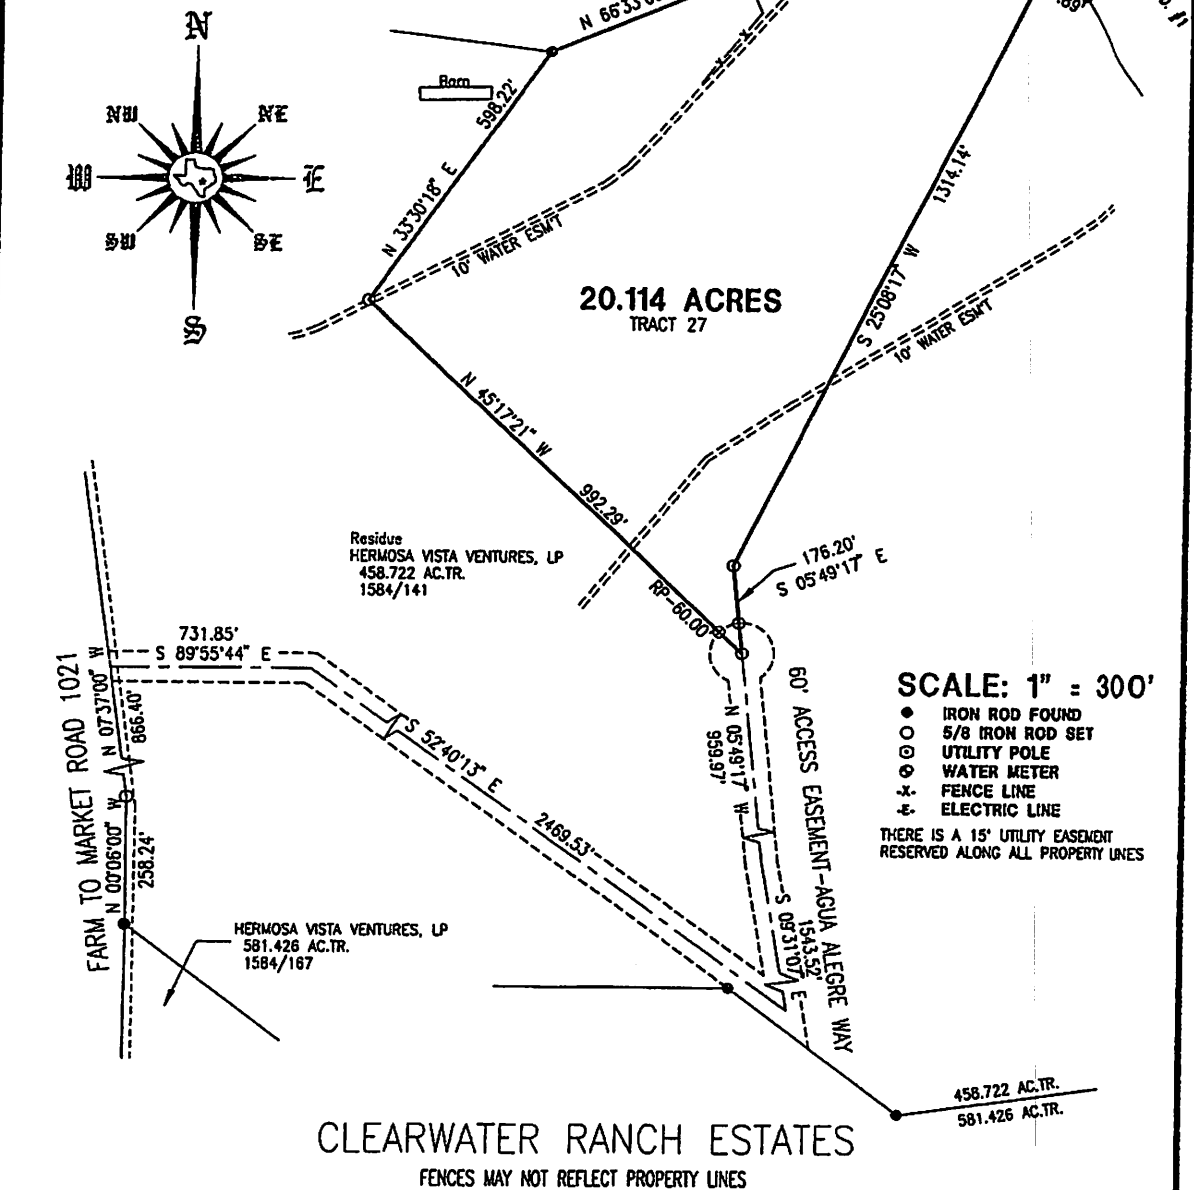 N
NW
NE
W
E
SW
SE
S
N 66°33'
Barn
598.22'
N 33°30'18" E
10' WATER ESM'T
20.114 ACRES
TRACT 27
1314.14'
S 25°08'17" W
10' WATER ESM'T
N 45°17'21" W
992.29'
Residue
HERMOSA VISTA VENTURES, LP
458.722 AC.TR.
1584/141
RP-60.00'
176.20'
S 05°49'17" E
731.85'
S 89°55'44" E
FARM TO MARKET ROAD 1021
N 07°37'00" W
866.40'
N 00°06'00" W
258.24'
S 52°40'13" E
2469.53'
N 05°49'17" W
959.97'
60' ACCESS EASEMENT-AGUA ALEGRE WAY
S 09°31'07" E
1543.52'
SCALE: 1" = 300'
IRON ROD FOUND
5/8 IRON ROD SET
UTILITY POLE
WATER METER
-X- FENCE LINE
-E- ELECTRIC LINE
THERE IS A 15' UTILITY EASEMENT
RESERVED ALONG ALL PROPERTY LINES
HERMOSA VISTA VENTURES, LP
581.426 AC.TR.
1584/167
458.722 AC.TR.
581.426 AC.TR.
CLEARWATER RANCH ESTATES
FENCES MAY NOT REFLECT PROPERTY LINES